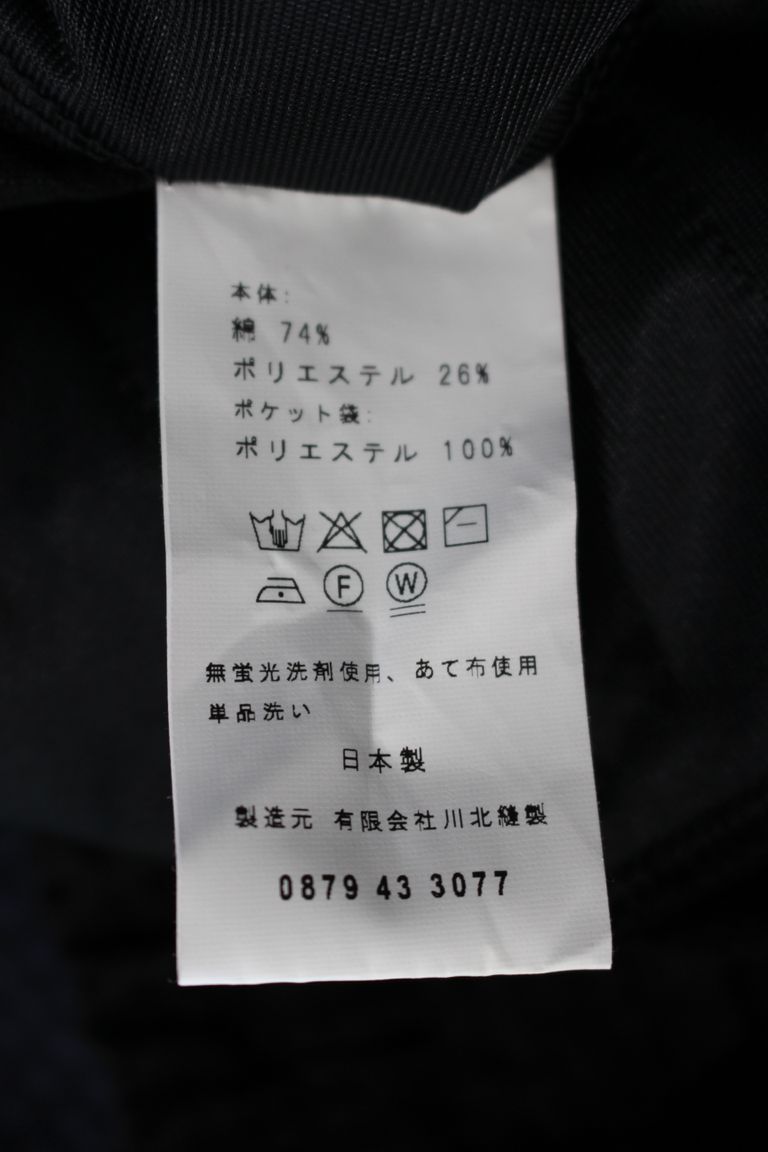 本体:
綿 74%
ポリエステル 26%
ポケット袋:
ポリエステル 100%
F W
無蛍光洗剤使用、あて布使用
単品洗い
日本製
製造元 有限会社川北縫製
0879 43 3077